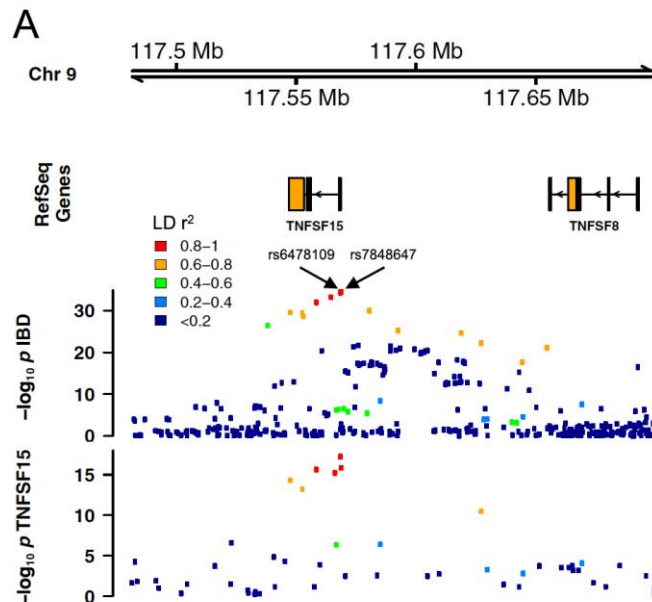 A
117.5 Mb 117.6 Mb
Chr 9
117.55 Mb 117.65 Mb
RefSeq
Genes
TNFSF15 TNFSF8
LD r²
0.8–1
0.6–0.8
0.4–0.6
0.2–0.4
<0.2
rs6478109 rs7848647
–log₁₀ p IBD
30
20
10
0
–log₁₀ p TNFSF15
15
10
5
0